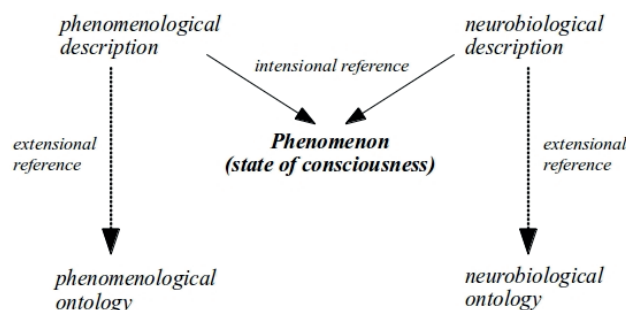 phenomenological
description
neurobiological
description
intensional reference
Phenomenon
(state of consciousness)
extensional
reference
extensional
reference
phenomenological
ontology
neurobiological
ontology